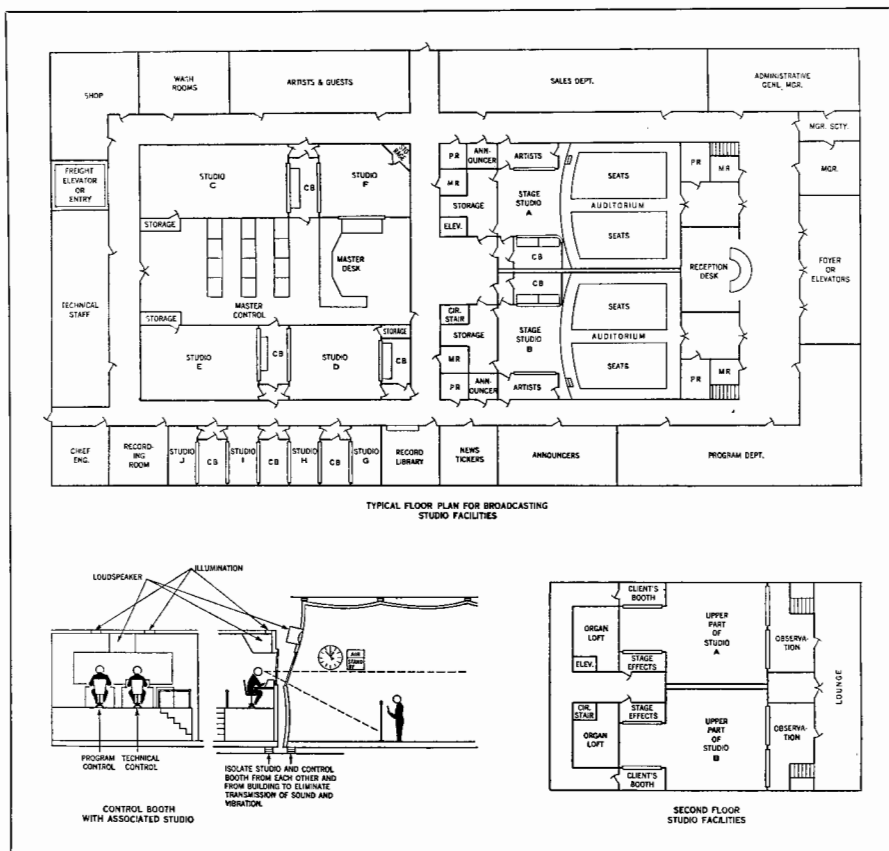 SHOP
WASH
ROOMS
ARTISTS & GUESTS
SALES DEPT.
ADMINISTRATIVE
GENL. MGR.
MGR. SCTY.
MGR.
FREIGHT
ELEVATOR
OR
ENTRY
STUDIO
C
CB
STUDIO
F
PR
ANN-
OUNCER
ARTISTS
MR
STORAGE
ELEV.
STAGE
STUDIO
A
SEATS
AUDITORIUM
SEATS
PR
MR
CB
STORAGE
MASTER
DESK
MASTER
CONTROL
STORAGE
CB
RECEPTION
DESK
FOYER
OR
ELEVATORS
TECHNICAL
STAFF
STUDIO
E
CB
STUDIO
D
STORAGE
CB
CIR.
STAIR
STORAGE
MR
PR
ANN-
OUNCER
STAGE
STUDIO
B
ARTISTS
SEATS
AUDITORIUM
SEATS
PR
MR
CHIEF
ENG.
RECORD-
ING
ROOM
STUDIO
J
CB
STUDIO
I
CB
STUDIO
H
CB
STUDIO
G
RECORD
LIBRARY
NEWS
TICKERS
ANNOUNCERS
PROGRAM DEPT.
TYPICAL FLOOR PLAN FOR BROADCASTING
STUDIO FACILITIES
LOUDSPEAKER
ILLUMINATION
AIR
STAND
BY
PROGRAM
CONTROL
TECHNICAL
CONTROL
ISOLATE STUDIO AND CONTROL
BOOTH FROM EACH OTHER AND
FROM BUILDING TO ELIMINATE
TRANSMISSION OF SOUND AND
VIBRATION.
CONTROL BOOTH
WITH ASSOCIATED STUDIO
CLIENT'S
BOOTH
ORGAN
LOFT
ELEV.
STAGE
EFFECTS
UPPER
PART
OF
STUDIO
A
OBSERVA-
TION
LOUNGE
CIR.
STAIR
ORGAN
LOFT
STAGE
EFFECTS
UPPER
PART
OF
STUDIO
B
OBSERVA-
TION
CLIENT'S
BOOTH
SECOND FLOOR
STUDIO FACILITIES